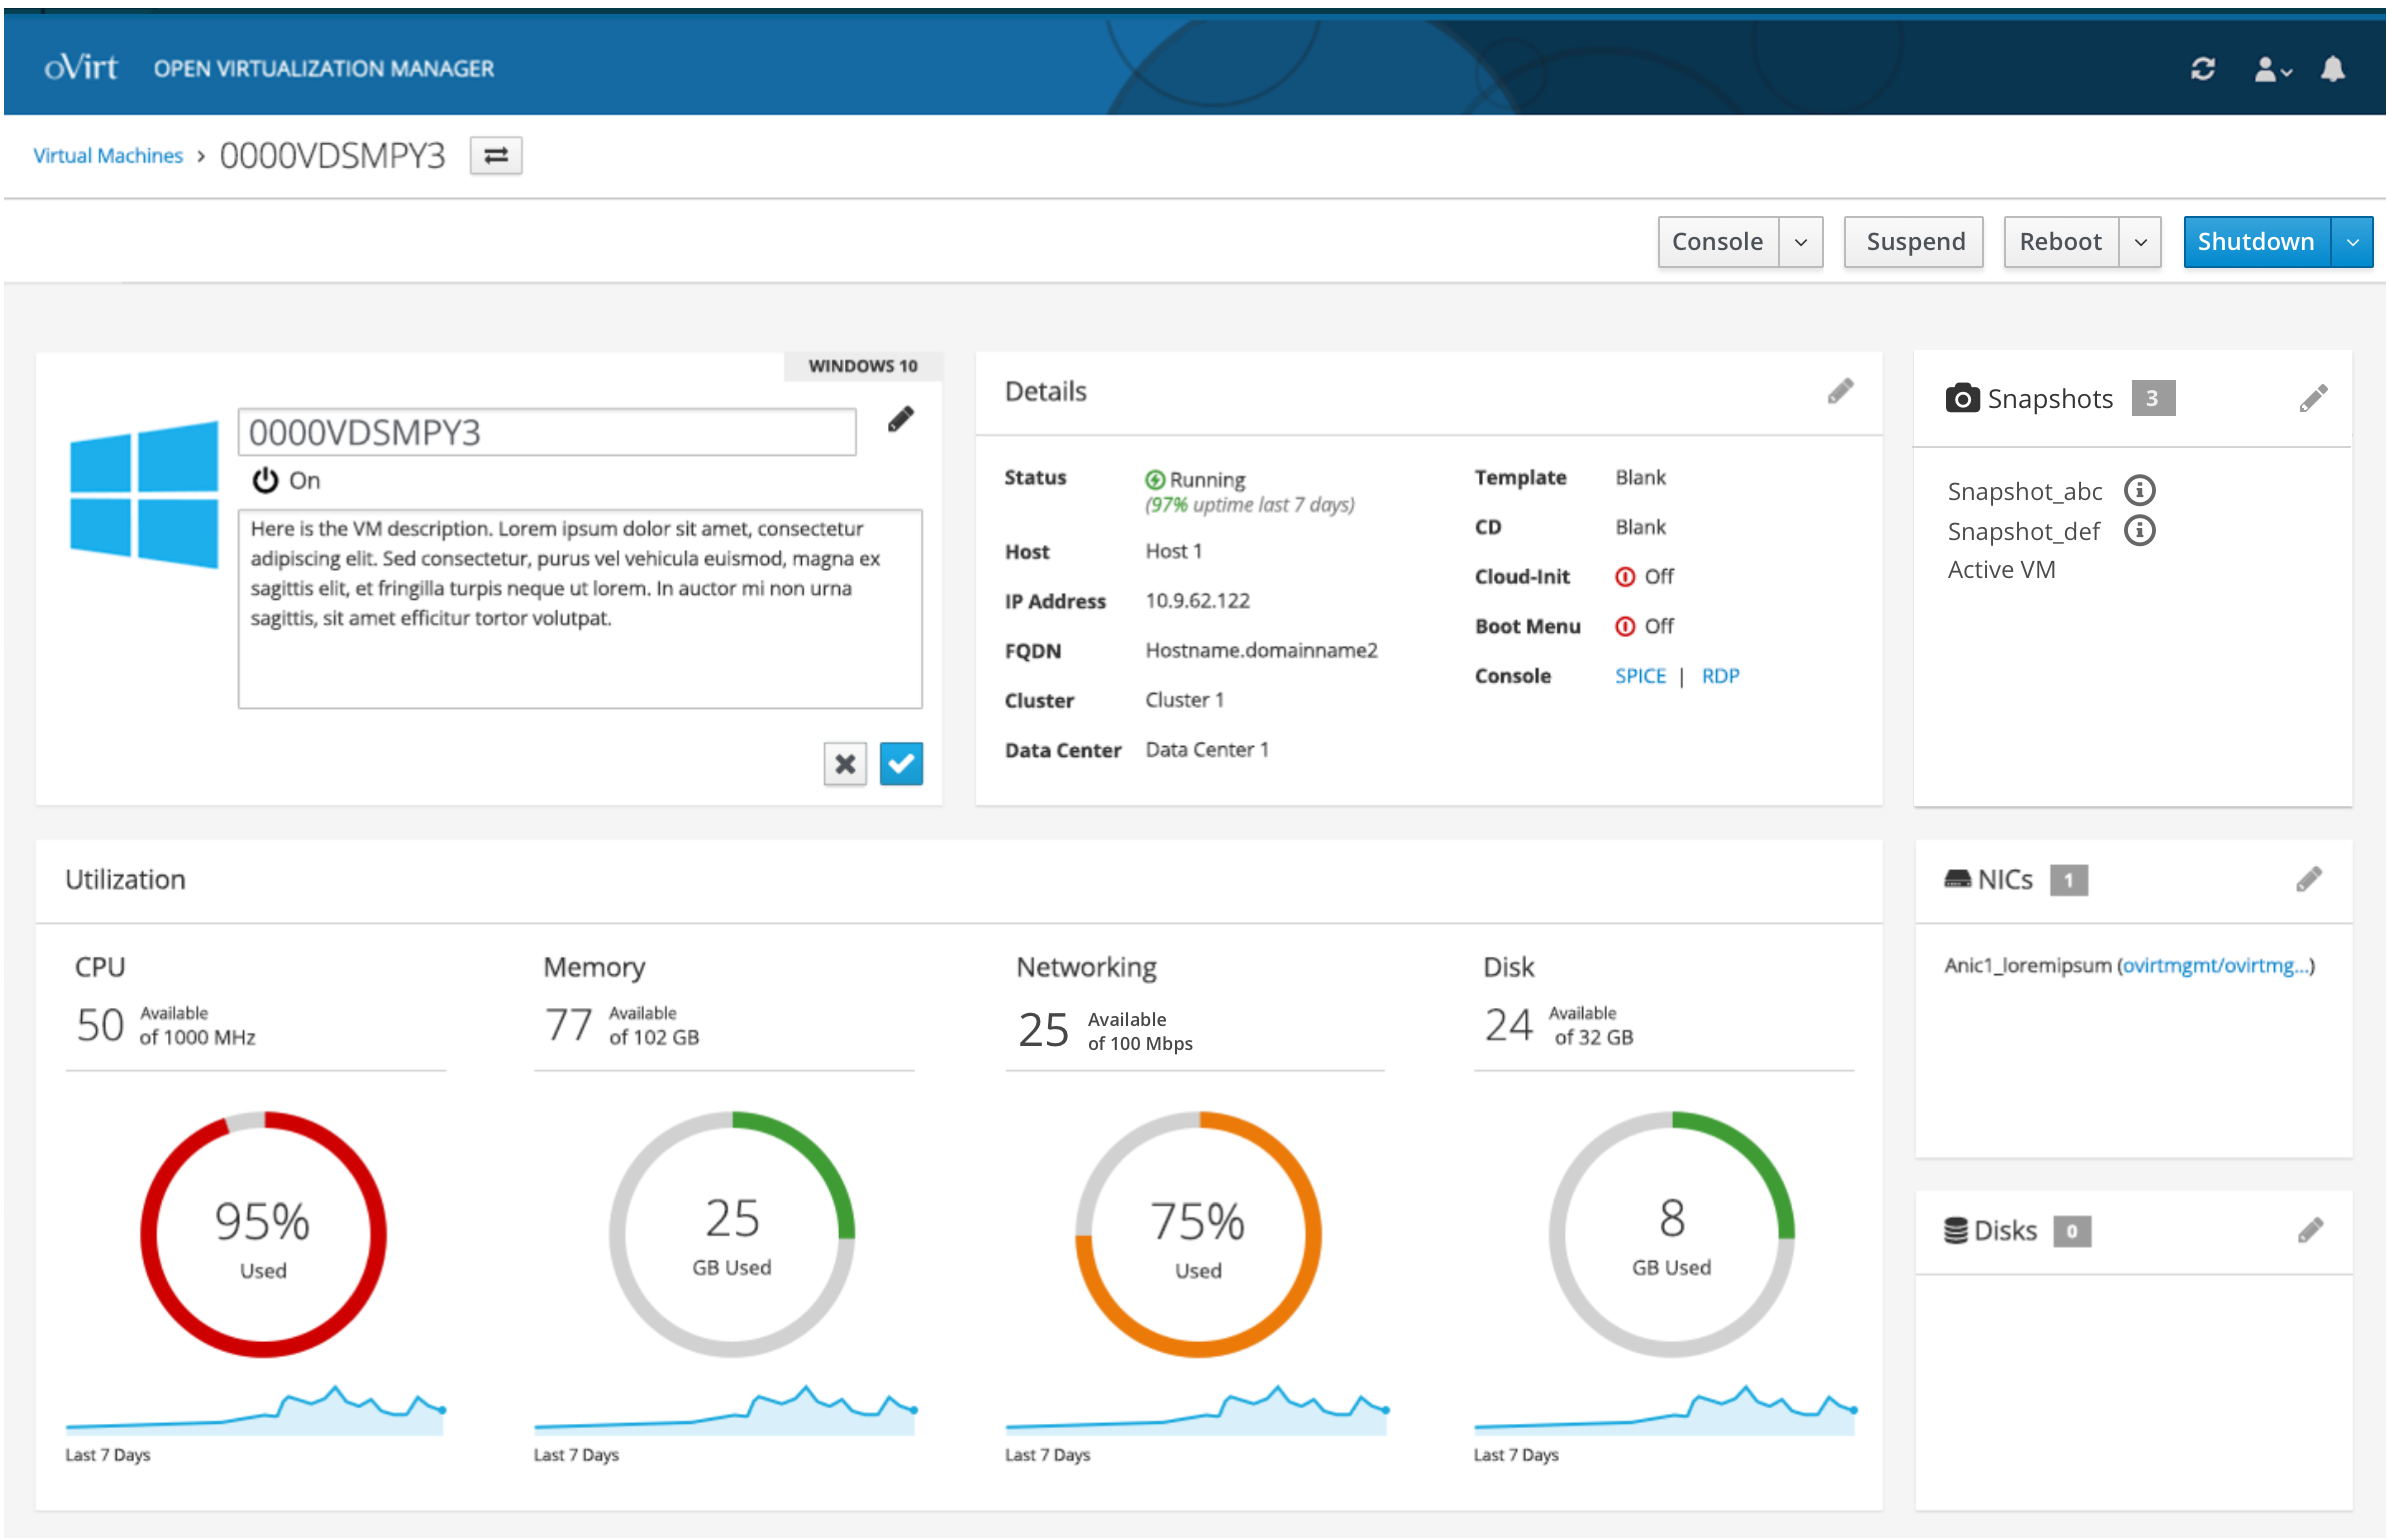 oVirt OPEN VIRTUALIZATION MANAGER
Virtual Machines › 0000VDSMPY3
Console Suspend Reboot Shutdown
WINDOWS 10
0000VDSMPY3
On
Here is the VM description. Lorem ipsum dolor sit amet, consectetur
adipiscing elit. Sed consectetur, purus vel vehicula euismod, magna ex
sagittis elit, et fringilla turpis neque ut lorem. In auctor mi non urna
sagittis, sit amet efficitur tortor volutpat.
Details
Status Running
(97% uptime last 7 days)
Host Host 1
IP Address 10.9.62.122
FQDN Hostname.domainname2
Cluster Cluster 1
Data Center Data Center 1
Template Blank
CD Blank
Cloud-Init Off
Boot Menu Off
Console SPICE | RDP
Snapshots 3
Snapshot_abc
Snapshot_def
Active VM
Utilization
CPU
50 Available
of 1000 MHz
95%
Used
Last 7 Days
Memory
77 Available
of 102 GB
25
GB Used
Last 7 Days
Networking
25 Available
of 100 Mbps
75%
Used
Last 7 Days
Disk
24 Available
of 32 GB
8
GB Used
Last 7 Days
NICs 1
Anic1_loremipsum (ovirtmgmt/ovirtmg...)
Disks 0